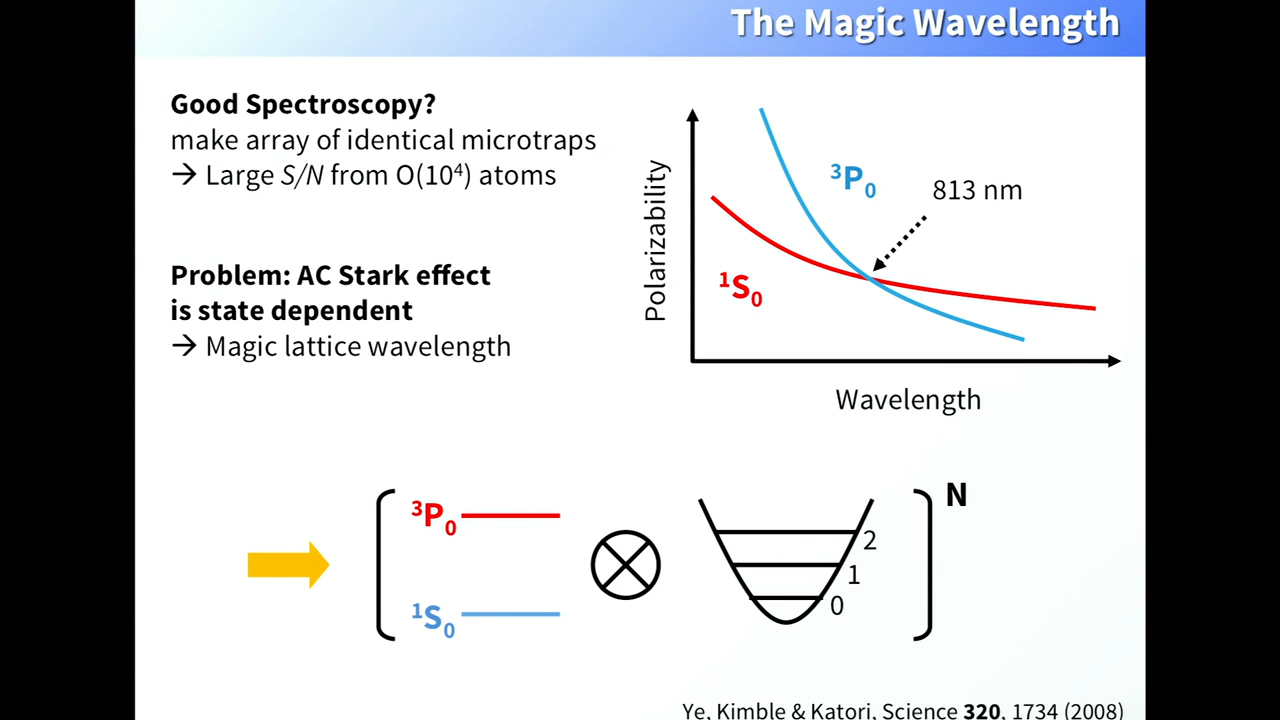 The Magic Wavelength
Good Spectroscopy?
make array of identical microtraps
→ Large S/N from O(10⁴) atoms
Problem: AC Stark effect
is state dependent
→ Magic lattice wavelength
Polarizability
³P₀
813 nm
¹S₀
Wavelength
³P₀
¹S₀
2
1
0
N
Ye, Kimble & Katori, Science 320, 1734 (2008)